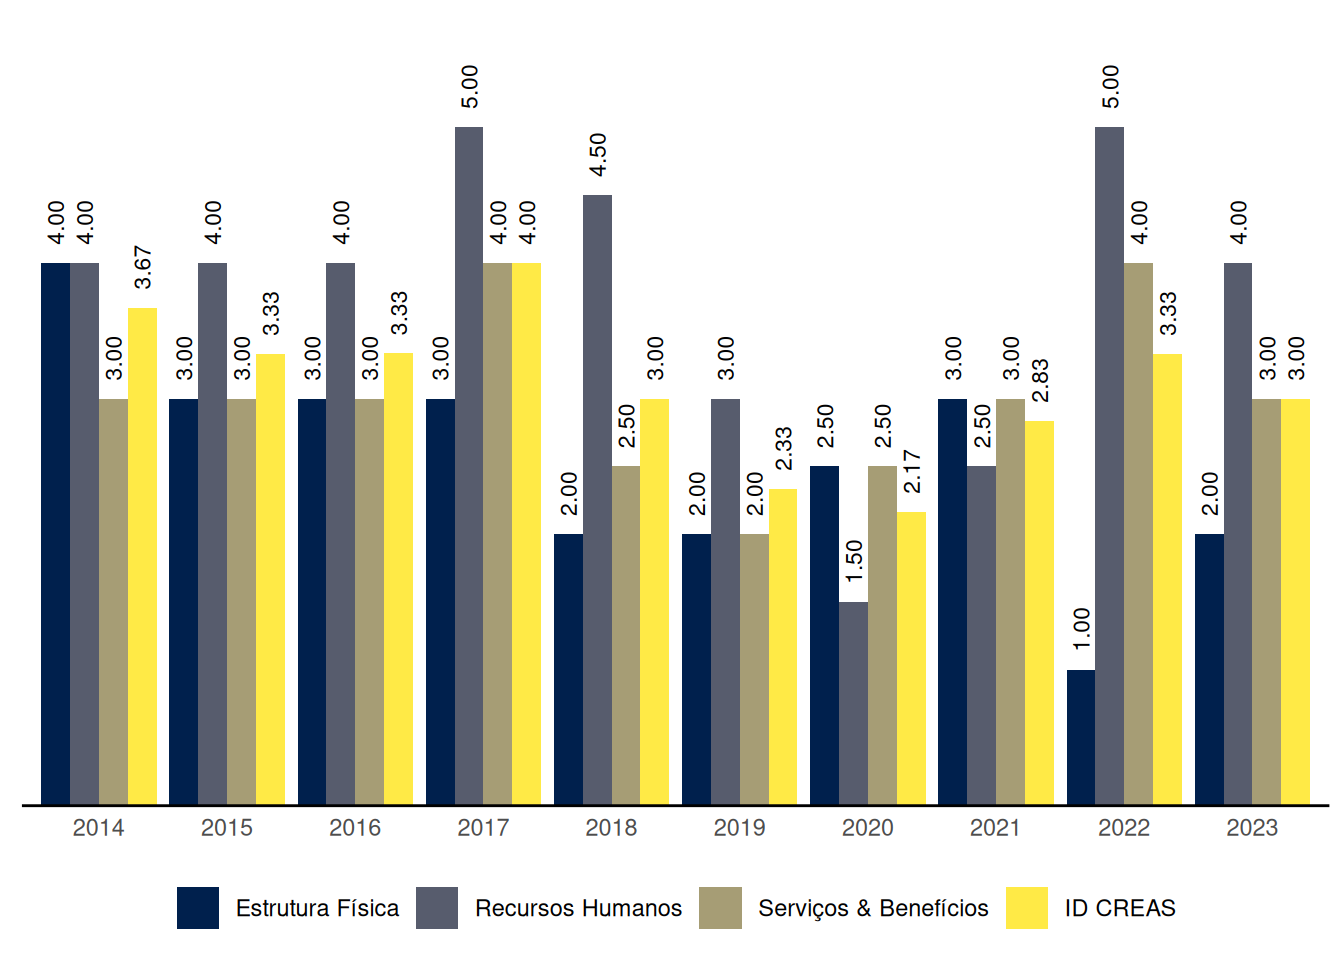 4.00 4.00 3.00 3.67
3.00 4.00 3.00 3.33
3.00 4.00 3.00 3.33
3.00 5.00 4.00 4.00
2.00 4.50 2.50 3.00
2.00 3.00 2.00 2.33
2.50 1.50 2.50 2.17
3.00 2.50 3.00 2.83
1.00 5.00 4.00 3.33
2.00 4.00 3.00 3.00
2014 2015 2016 2017 2018 2019 2020 2021 2022 2023
Estrutura Física Recursos Humanos Serviços & Benefícios ID CREAS